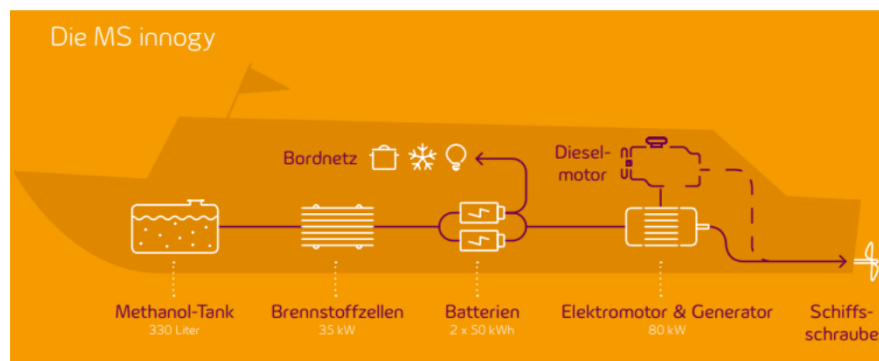 Die MS innogy
Bordnetz
Diesel-
motor
Methanol-Tank
330 Liter
Brennstoffzellen
35 kW
Batterien
2 x 50 kWh
Elektromotor & Generator
80 kW
Schiffs-
schraube